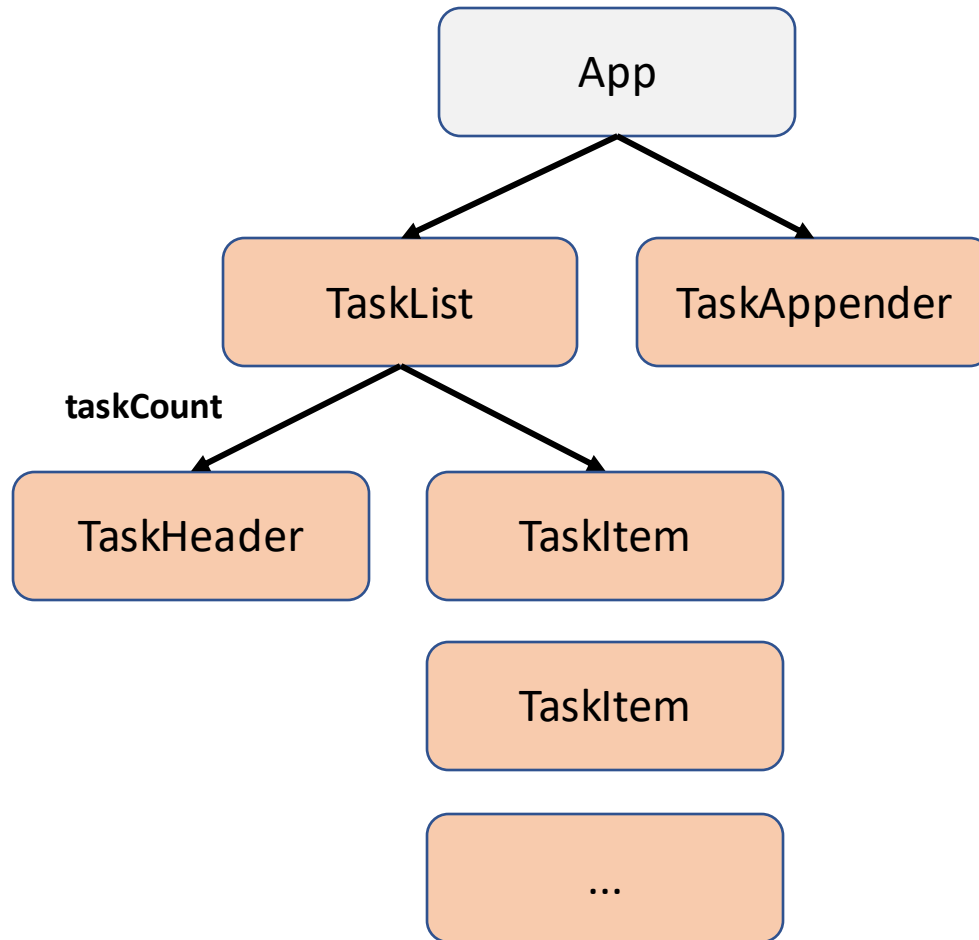 App
TaskList
TaskAppender
taskCount
TaskHeader
TaskItem
TaskItem
...